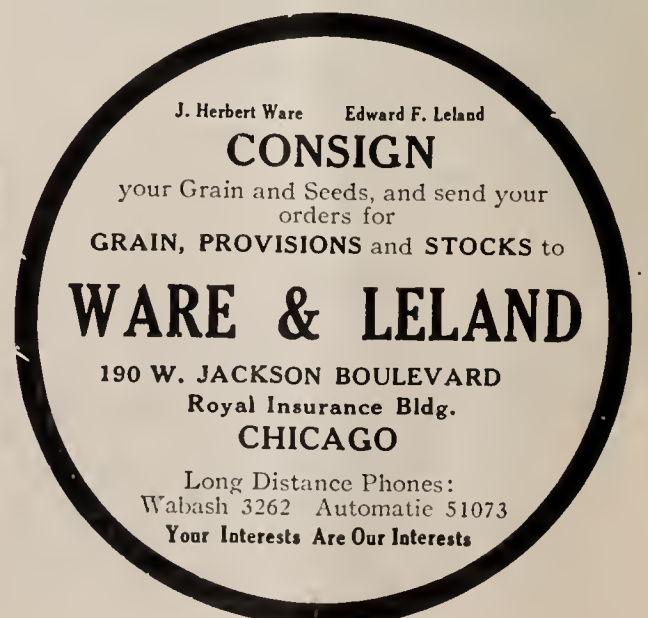 J. Herbert Ware Edward F. Leland
CONSIGN
your Grain and Seeds, and send your
orders for
GRAIN, PROVISIONS and STOCKS to
WARE & LELAND
190 W. JACKSON BOULEVARD
Royal Insurance Bldg.
CHICAGO
Long Distance Phones:
Wabash 3262 Automatic 51073
Your Interests Are Our Interests